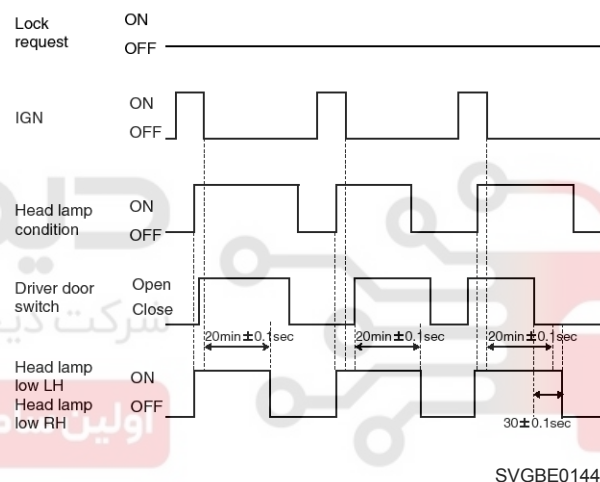 Lock
request
ON
OFF
IGN
ON
OFF
Head lamp
condition
ON
OFF
Driver door
switch
Open
Close
20min±0.1sec
20min±0.1sec
20min±0.1sec
Head lamp
low LH
Head lamp
low RH
ON
OFF
30±0.1sec
SVGBE0144
اولین